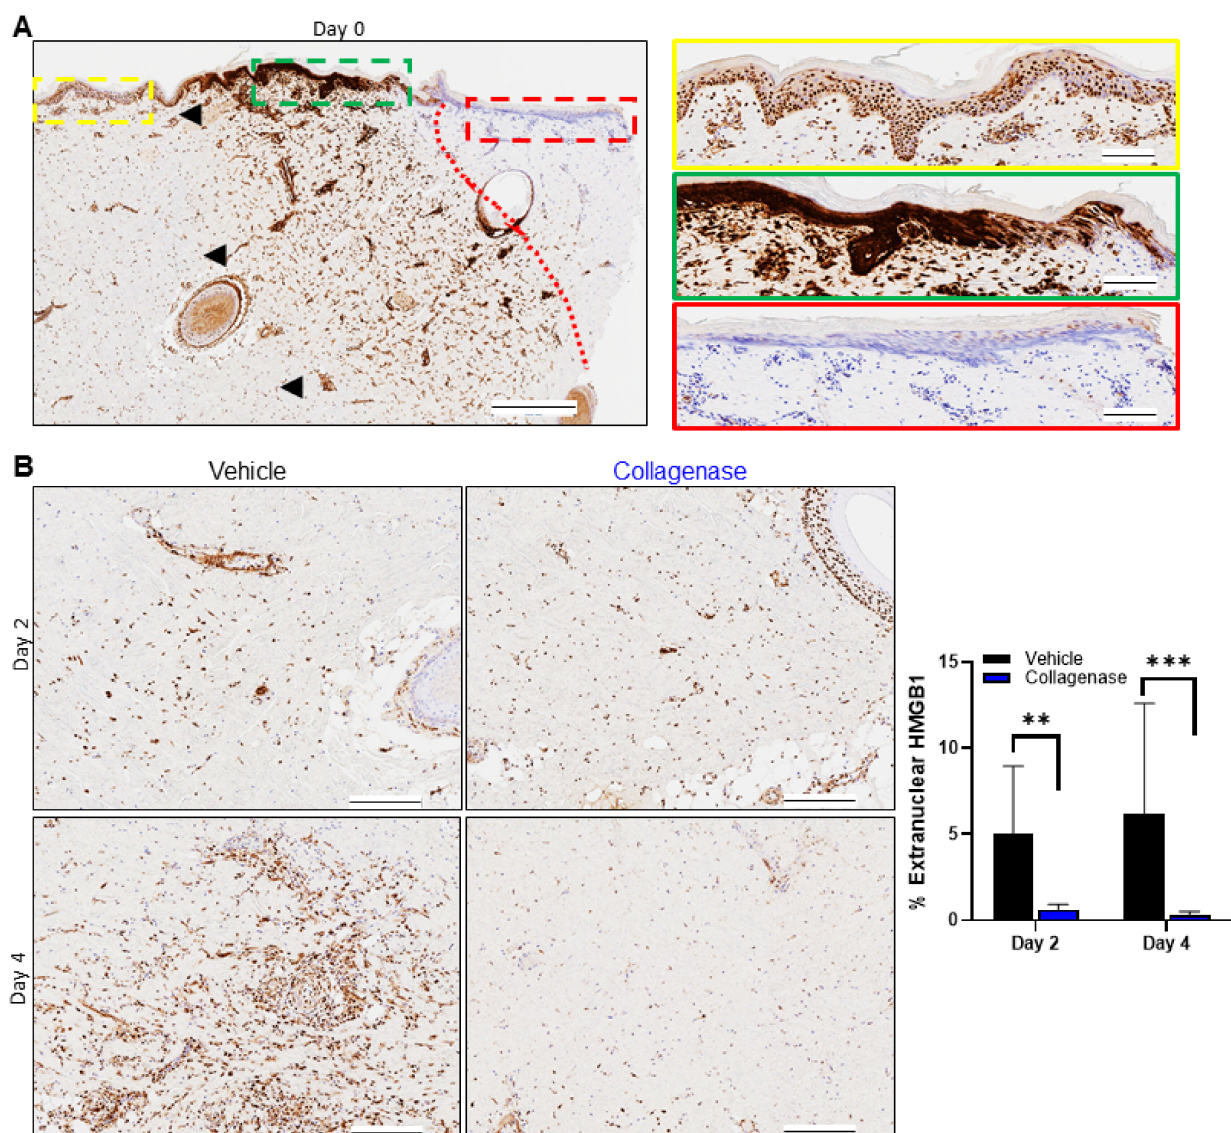 A
Day 0
B
Vehicle
Collagenase
Day 2
Day 4
% Extranuclear HMGB1
15
10
5
0
Vehicle
Collagenase
**
***
Day 2
Day 4